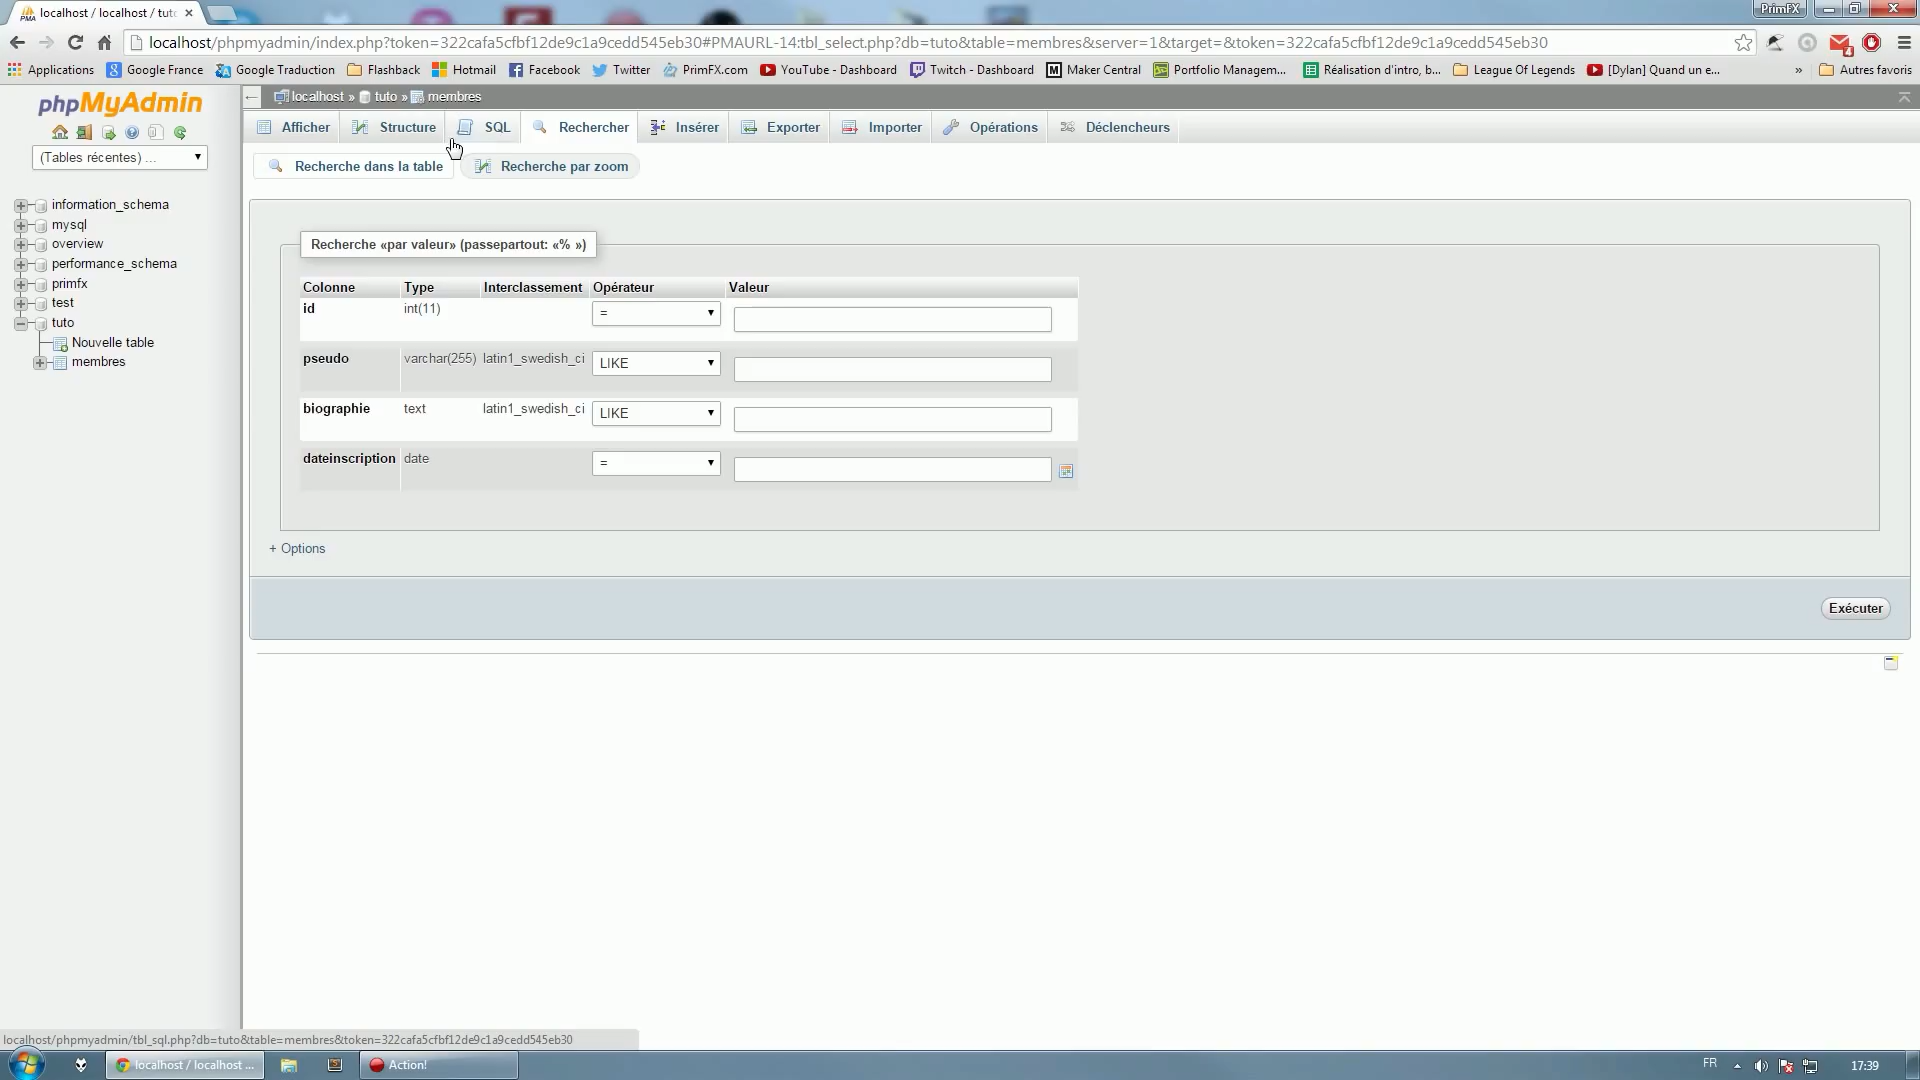 localhost / localhost / tuto
PrimFX
localhost/phpmyadmin/index.php?token=322cafa5cfbf12de9c1a9cedd545eb30#PMAURL-14:tbl_select.php?db=tuto&table=membres&server=1&target=&token=322cafa5cfbf12de9c1a9cedd545eb30
4
Applications Google France Google Traduction Flashback Hotmail Facebook Twitter PrimFX.com YouTube - Dashboard Twitch - Dashboard Maker Central Portfolio Managem... Réalisation d'intro, b... League Of Legends [Dylan] Quand un e... » Autres favoris
phpMyAdmin
(Tables récentes) ...
information_schema
mysql
overview
performance_schema
primfx
test
tuto
Nouvelle table
membres
localhost » tuto » membres
Afficher Structure SQL Rechercher Insérer Exporter Importer Opérations Déclencheurs
Recherche dans la table Recherche par zoom
Recherche «par valeur» (passepartout: «% »)
Colonne Type Interclassement Opérateur Valeur
id int(11) =
pseudo varchar(255) latin1_swedish_ci LIKE
biographie text latin1_swedish_ci LIKE
dateinscription date =
+ Options
Exécuter
localhost/phpmyadmin/tbl_sql.php?db=tuto&table=membres&token=322cafa5cfbf12de9c1a9cedd545eb30
localhost / localhost ... Action! FR 17:39